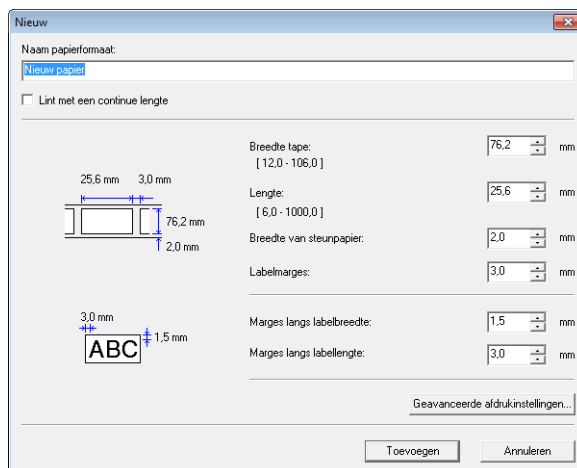 Nieuw
Naam papierformaat:
Nieuw papier
Lint met een continue lengte
Breedte tape: 76,2 mm
[ 12,0 - 106,0 ]
25,6 mm 3,0 mm
Lengte: 25,6 mm
[ 6,0 - 1000,0 ]
76,2 mm
2,0 mm
Breedte van steunpapier: 2,0 mm
Labelmarges: 3,0 mm
3,0 mm
1,5 mm
ABC
Marges langs labelbreedte: 1,5 mm
Marges langs labellengte: 3,0 mm
Geavanceerde afdrukinstellingen...
Toevoegen Annuleren